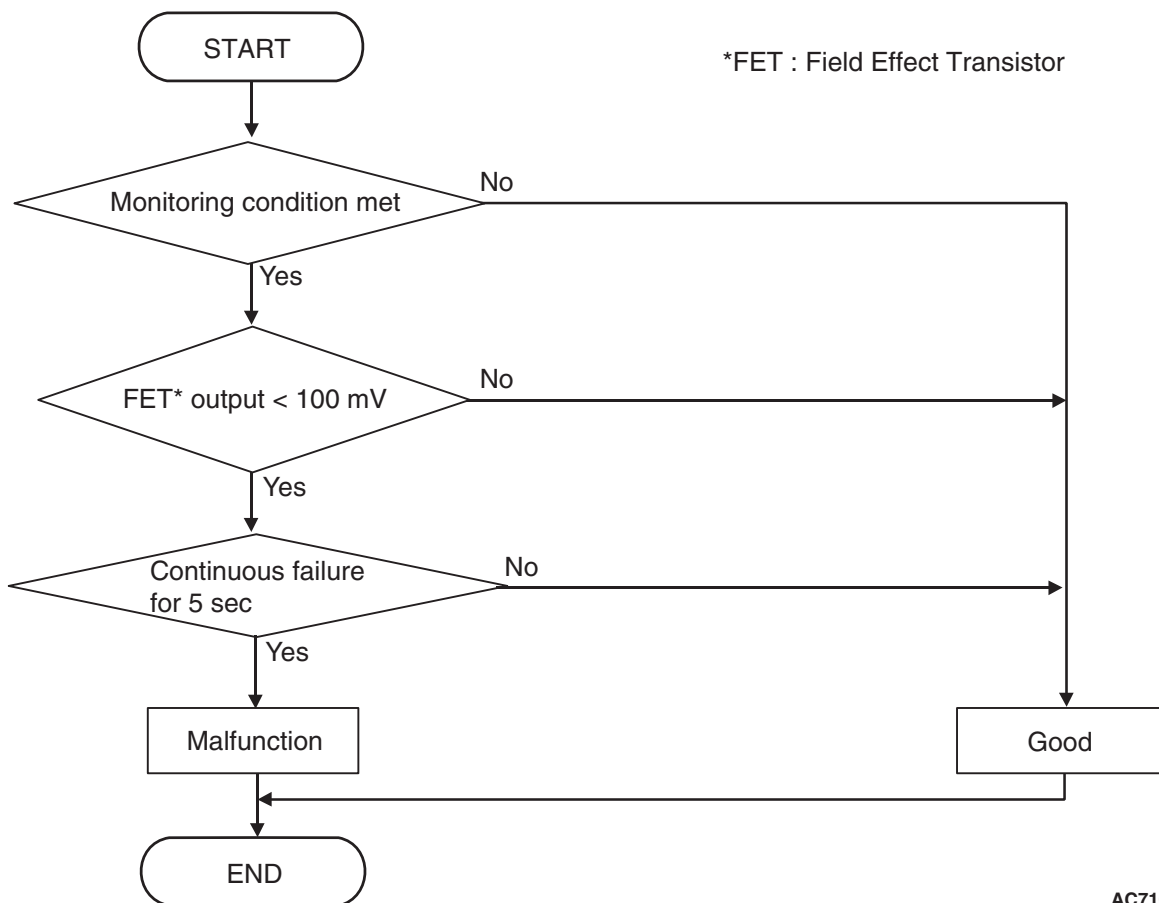 START
*FET : Field Effect Transistor
Monitoring condition met
No
Yes
FET* output < 100 mV
No
Yes
Continuous failure
for 5 sec
No
Yes
Malfunction
Good
END
AC71